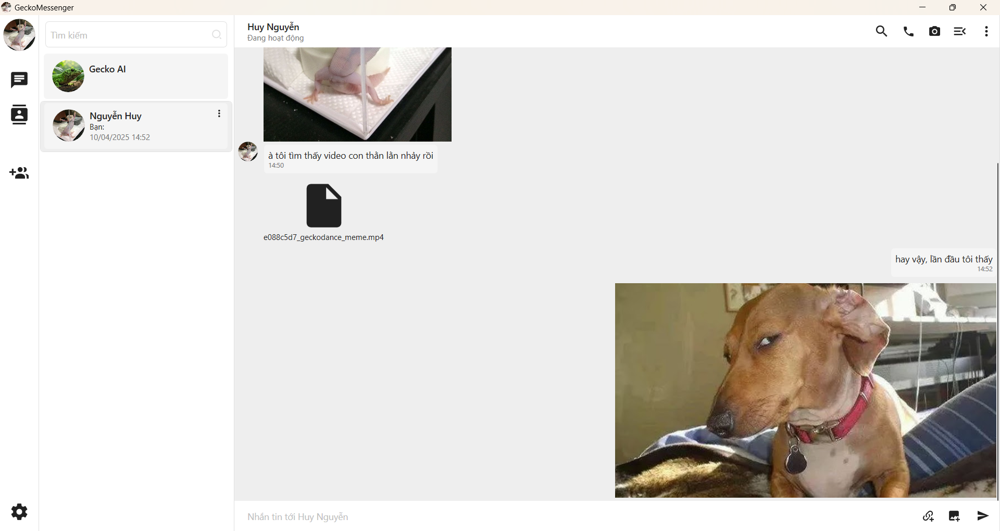 GeckoMessenger
Tìm kiếm
Gecko AI
Nguyễn Huy
Bạn:
10/04/2025 14:52
Huy Nguyễn
Đang hoạt động
à tôi tìm thấy video con thằn lằn nhảy rồi
14:50
e088c5d7_geckodance_meme.mp4
hay vậy, lần đầu tôi thấy
14:52
Nhắn tin tới Huy Nguyễn